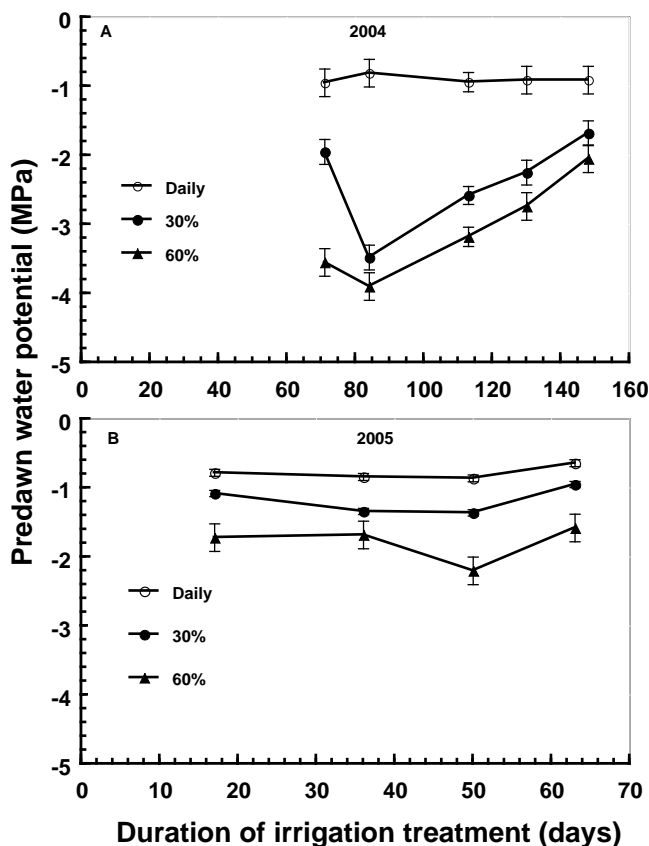 0
A
2004
-1
-2
Daily
30%
-3
60%
-4
-5
0 20 40 60 80 100 120 140 160
Predawn water potential (MPa)
0
B
2005
-1
-2
Daily
-3
30%
60%
-4
-5
0 10 20 30 40 50 60 70
Duration of irrigation treatment (days)